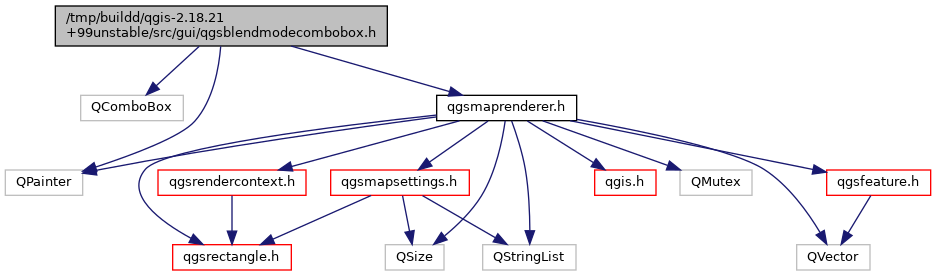 /tmp/buildd/qgis-2.18.21
+99unstable/src/gui/qgsblendmodecombobox.h
QComboBox
qgsmaprenderer.h
QPainter
qgsrendercontext.h
qgsmapsettings.h
qgis.h
QMutex
qgsfeature.h
qgsrectangle.h
QSize
QStringList
QVector